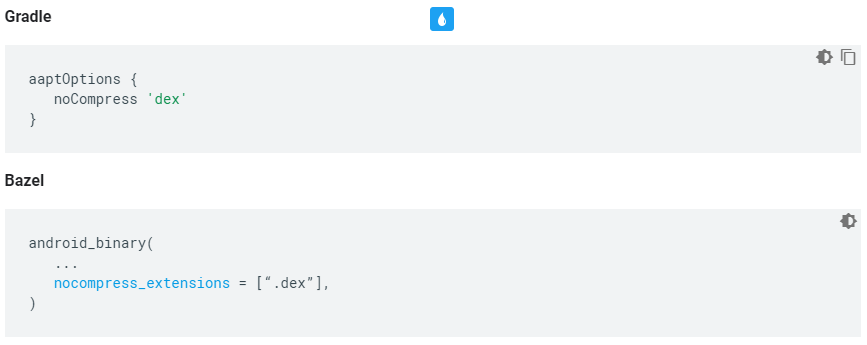 Gradle
aaptOptions {
noCompress 'dex'
}
Bazel
android_binary(
...
nocompress_extensions = [“.dex”],
)